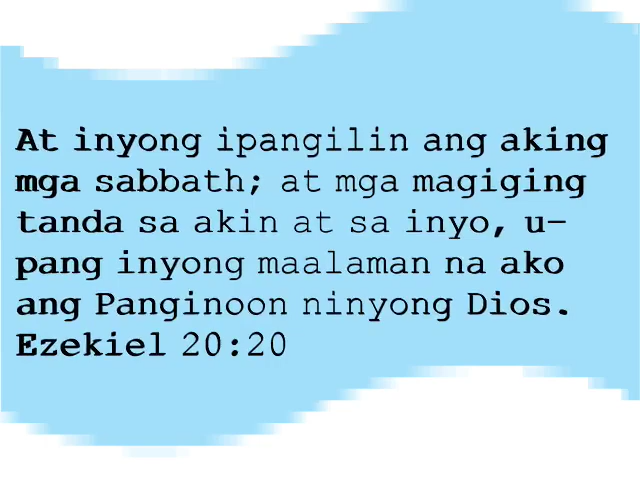 At inyong ipangilin ang aking
mga sabbath; at mga magiging
tanda sa akin at sa inyo, u-
pang inyong maalaman na ako
ang Panginoon ninyong Dios.
Ezekiel 20:20